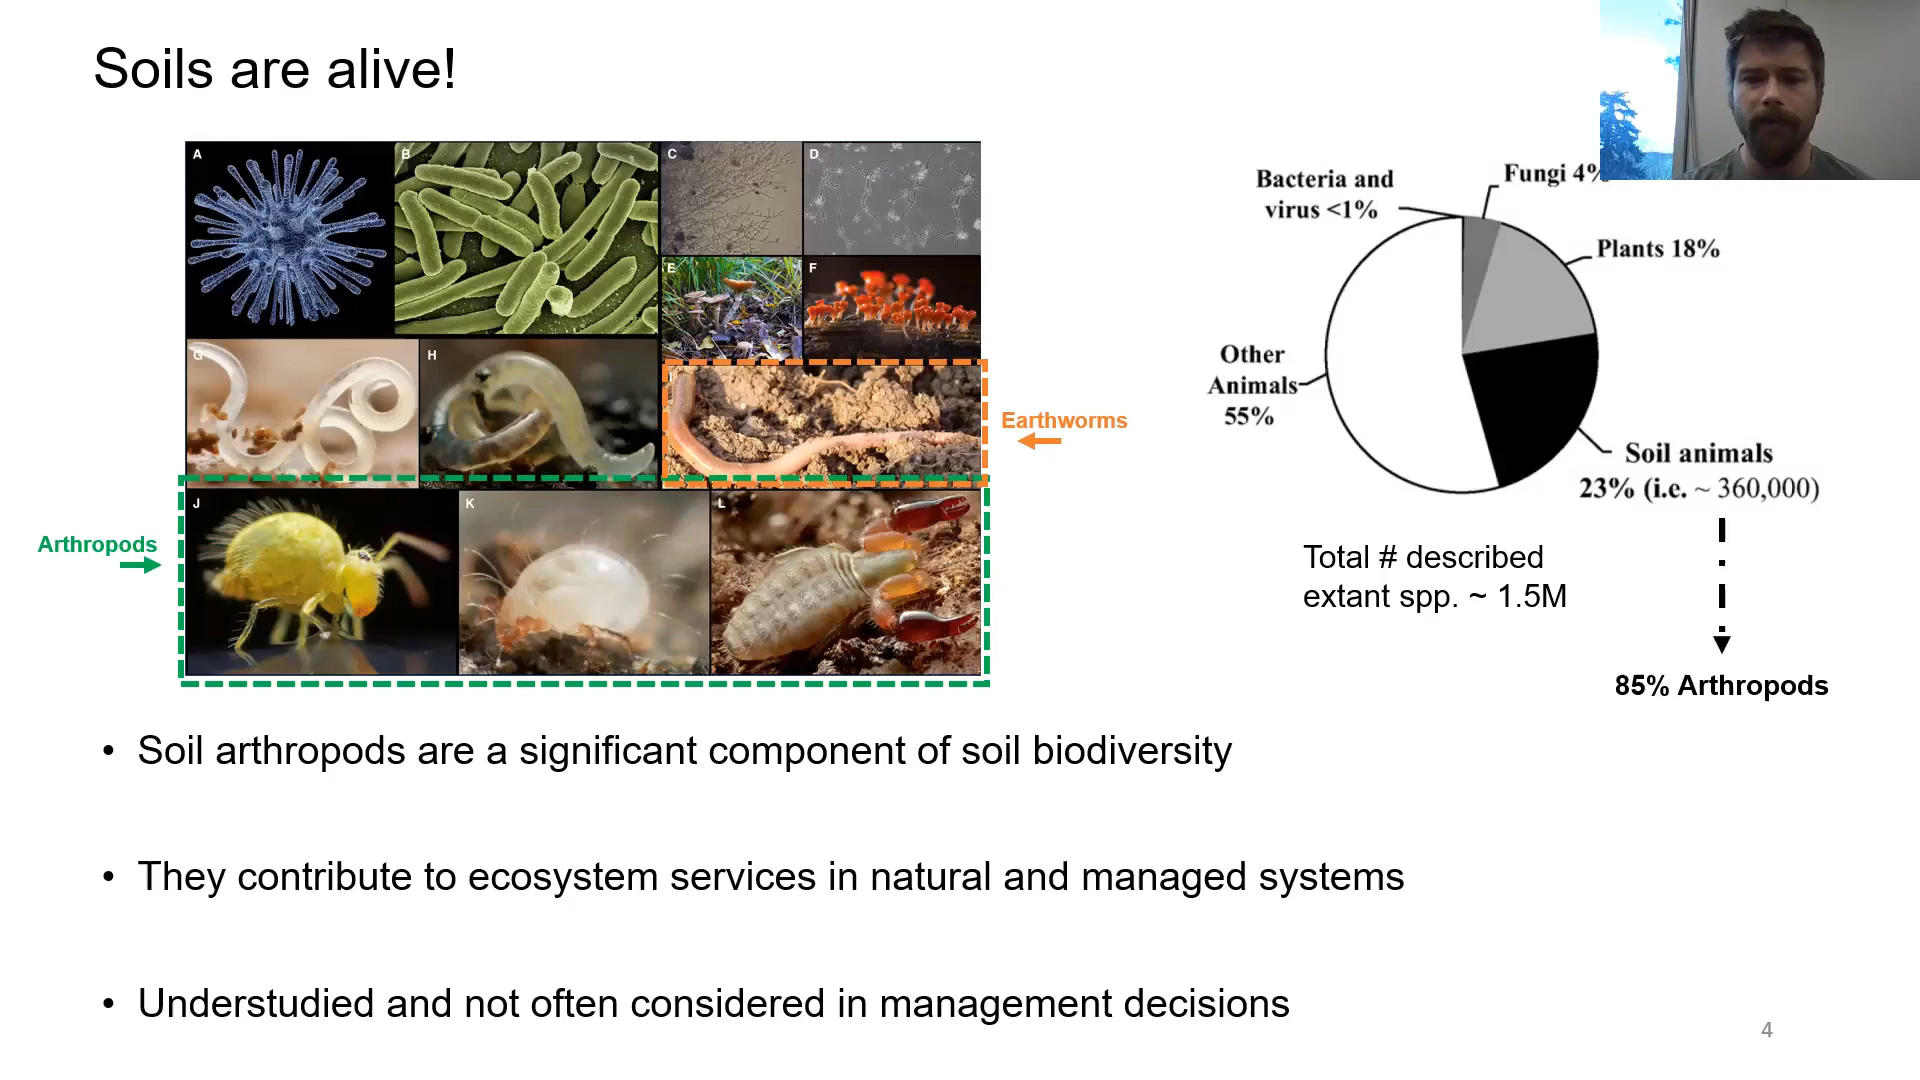 Soils are alive!
A
B
C
D
E
F
G
H
Earthworms
Arthropods
J
K
L
Bacteria and
virus <1%
Fungi 4%
Plants 18%
Other
Animals
55%
Soil animals
23% (i.e. ~ 360,000)
Total # described
extant spp. ~ 1.5M
85% Arthropods
• Soil arthropods are a significant component of soil biodiversity
• They contribute to ecosystem services in natural and managed systems
• Understudied and not often considered in management decisions
4